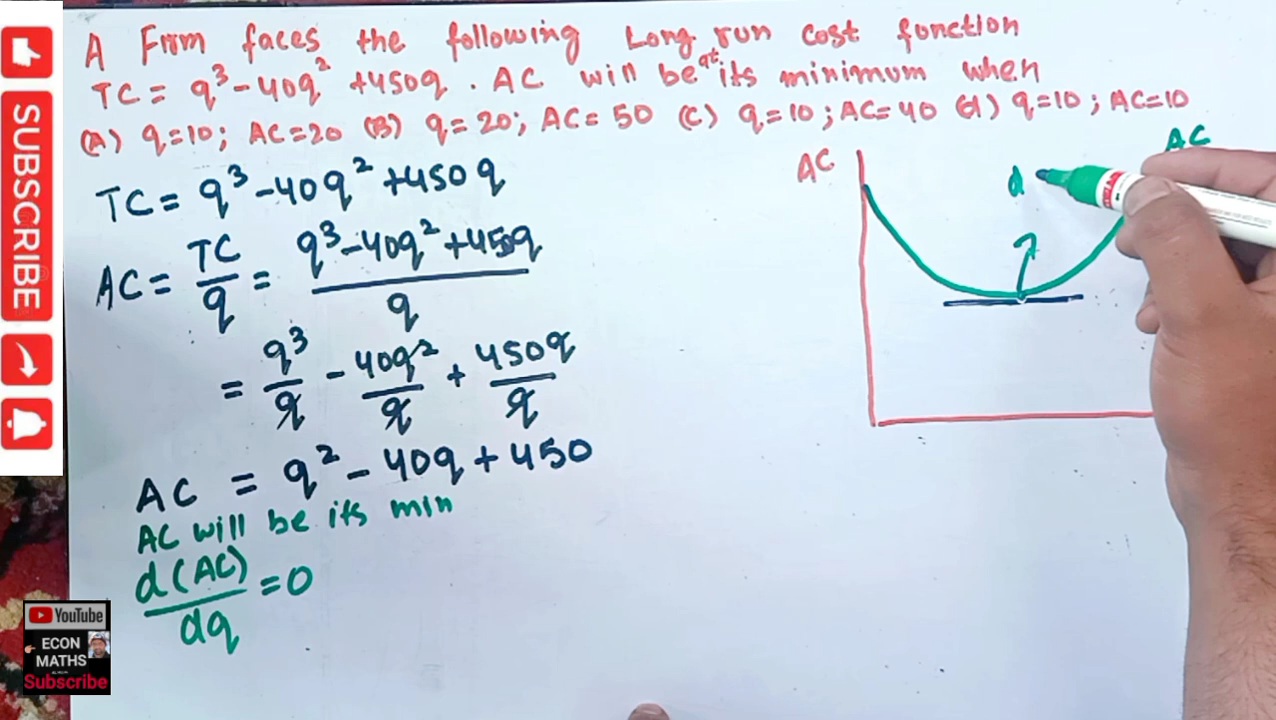 A Firm faces the following Long run cost function
TC = q³ - 40q² + 450q . AC will be at its minimum when
(A) q=10; AC=20 (B) q=20; AC=50 (C) q=10; AC=40 (d) q=10; AC=10
TC = q³ - 40q² + 450q
AC = TC/q = q³ - 40q² + 450q / q
= q³/q - 40q²/q + 450q/q
AC = q² - 40q + 450
AC will be its min
d(AC)/dq = 0
AC
AC
d
SUBSCRIBE
YouTube
ECON
MATHS
Subscribe